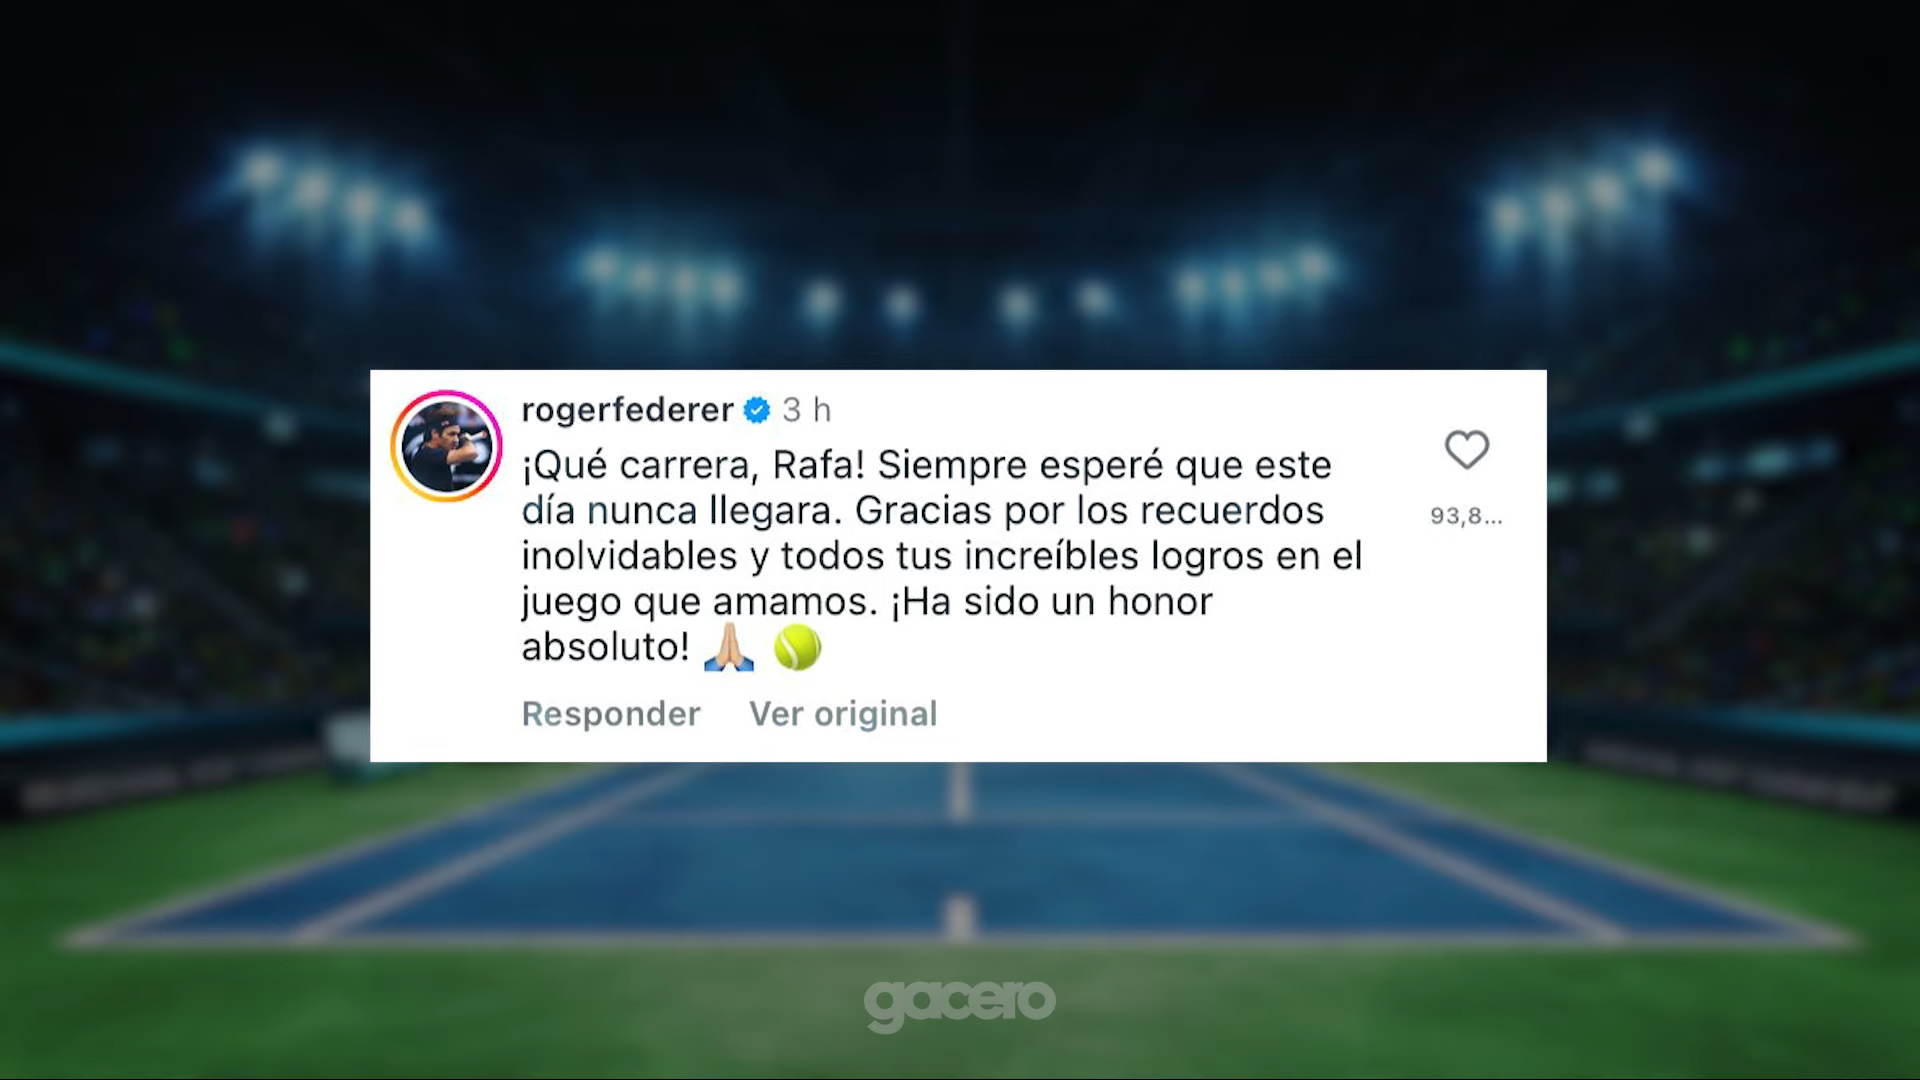 rogerfederer 3 h
¡Qué carrera, Rafa! Siempre esperé que este
día nunca llegara. Gracias por los recuerdos
inolvidables y todos tus increíbles logros en el
juego que amamos. ¡Ha sido un honor
absoluto! 🙏🏼 🎾
93,8...
Responder Ver original
gacero